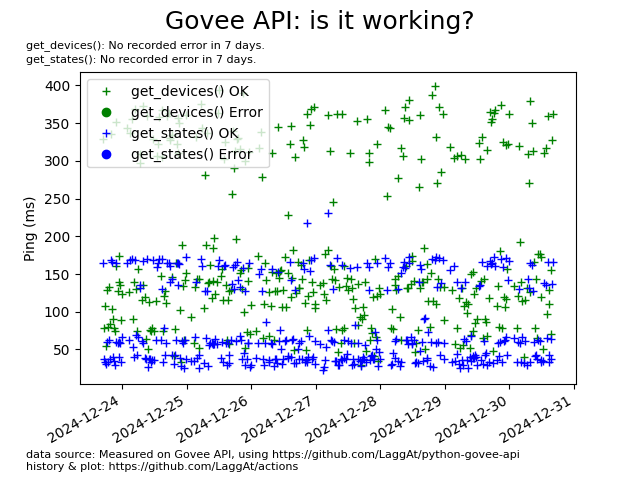 Govee API: is it working?
get_devices(): No recorded error in 7 days.
get_states(): No recorded error in 7 days.
get_devices() OK
get_devices() Error
get_states() OK
get_states() Error
400
350
300
250
200
150
100
50
Ping (ms)
2024-12-24
2024-12-25
2024-12-26
2024-12-27
2024-12-28
2024-12-29
2024-12-30
2024-12-31
data source: Measured on Govee API, using https://github.com/LaggAt/python-govee-api
history & plot: https://github.com/LaggAt/actions